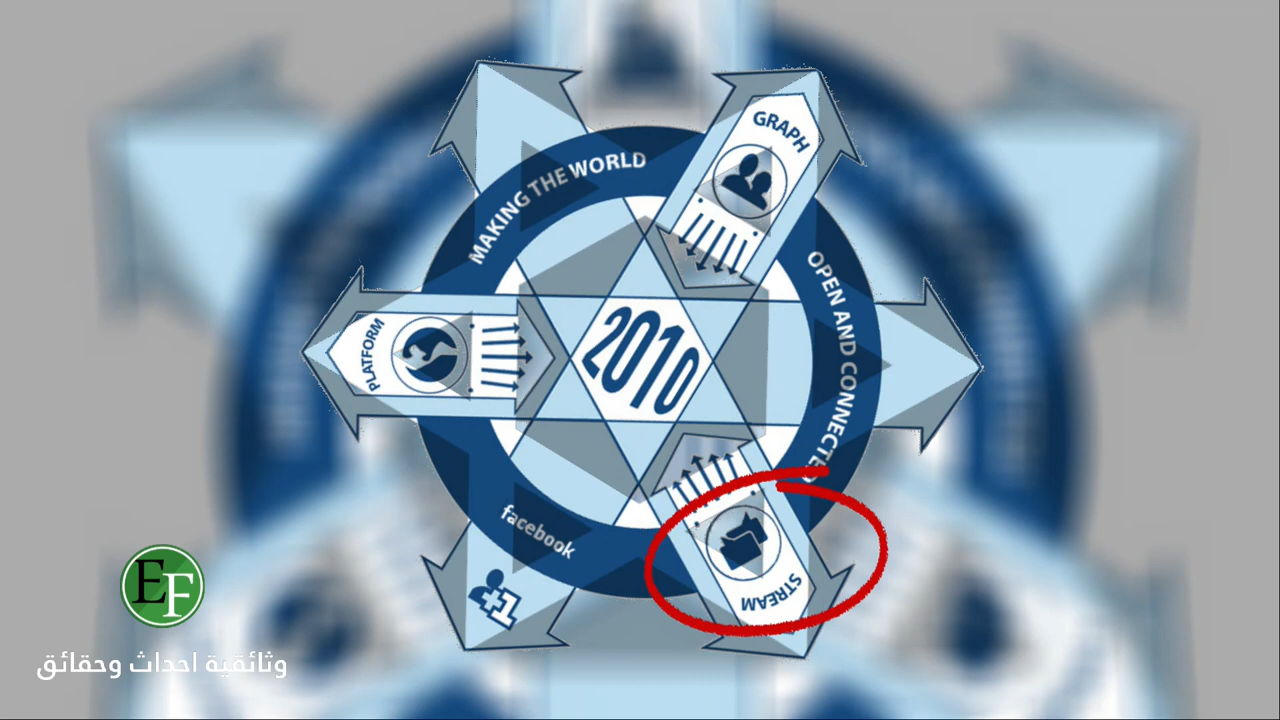 MAKING THE WORLD
OPEN AND CONNECTED
GRAPH
PLATFORM
2010
facebook
STREAM
EF
وثائقية احداث وحقائق